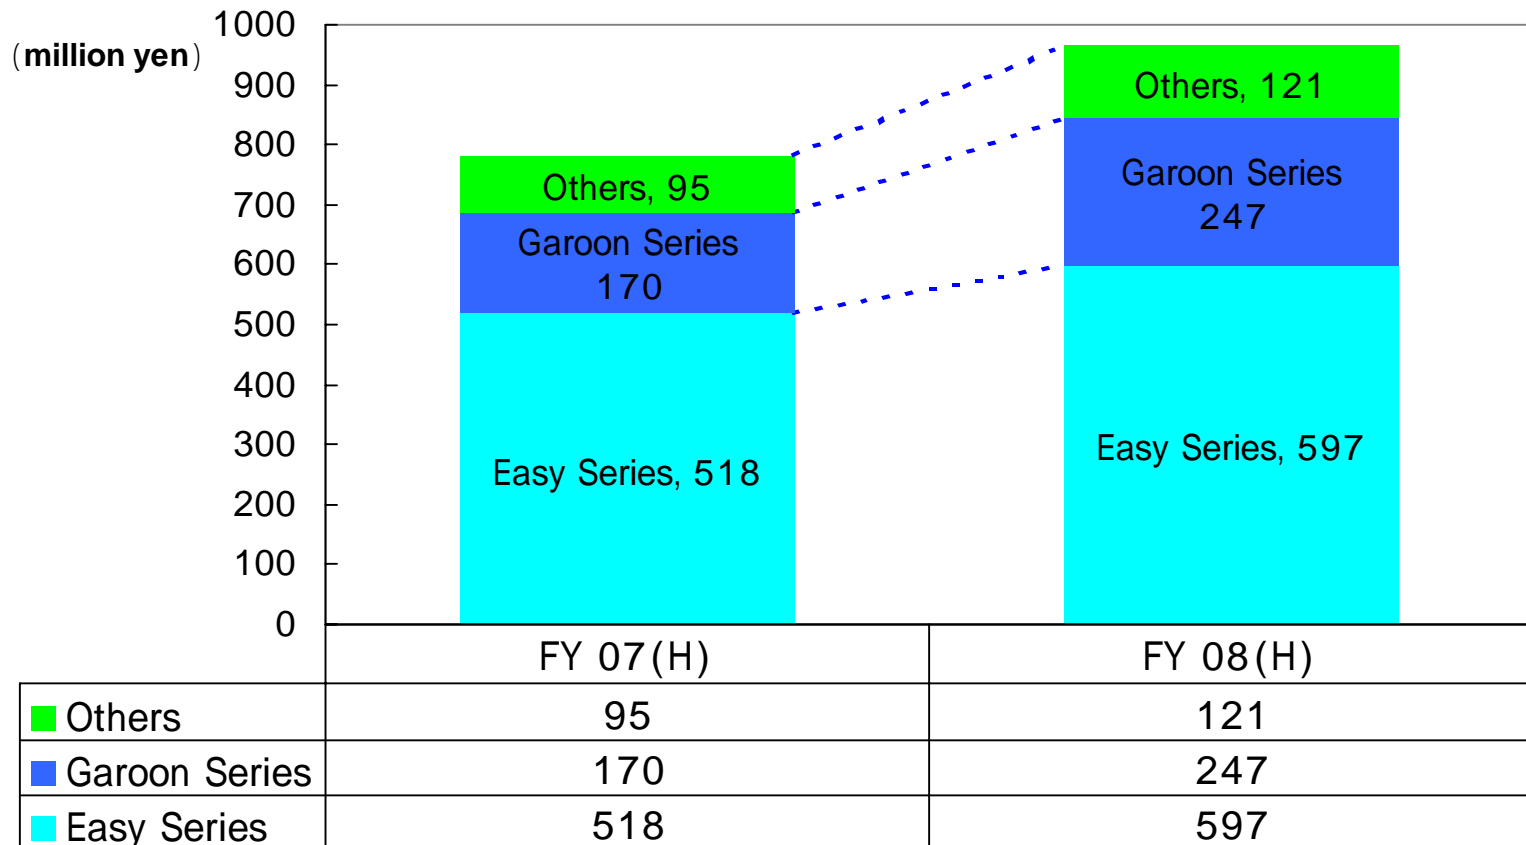 1000
(million yen)
900
800
700
600
500
400
300
200
100
0
Others, 95
Garoon Series
170
Easy Series, 518
Others, 121
Garoon Series
247
Easy Series, 597
FY 07(H) FY 08(H)
Others 95 121
Garoon Series 170 247
Easy Series 518 597